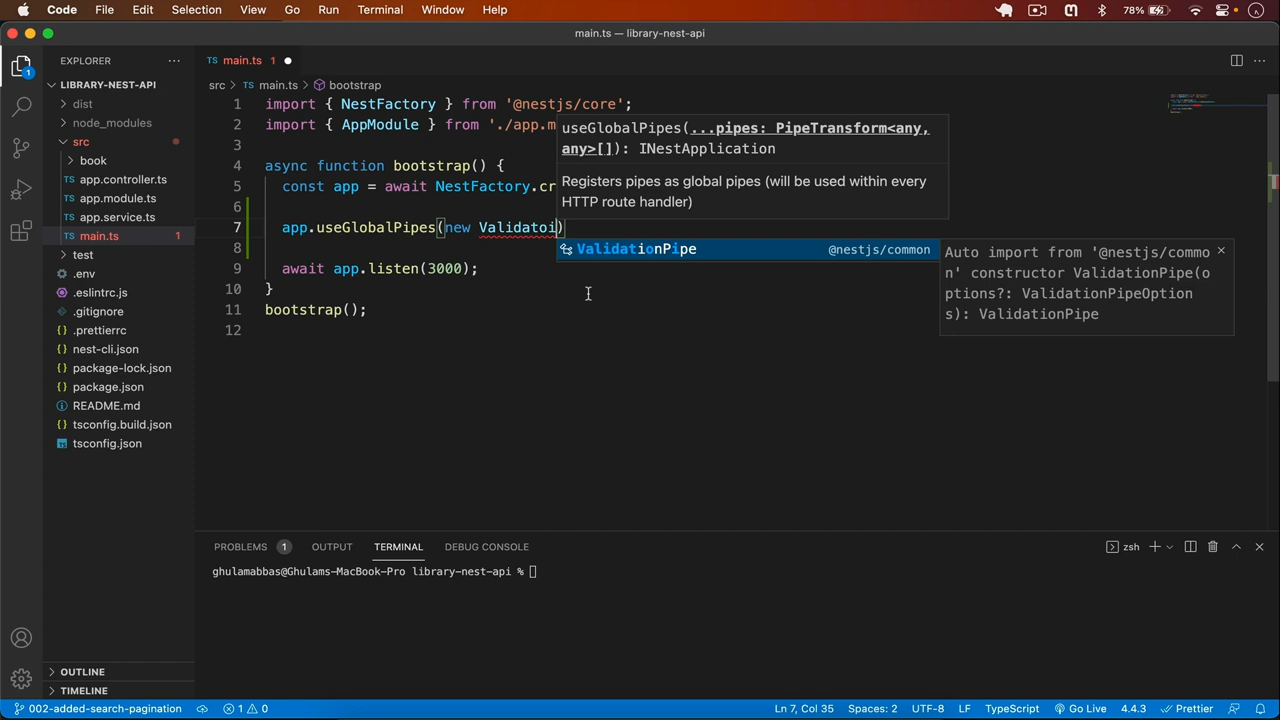 Code File Edit Selection View Go Run Terminal Window Help 78%
main.ts — library-nest-api
EXPLORER
LIBRARY-NEST-API
dist
node_modules
src
book
app.controller.ts
app.module.ts
app.service.ts
main.ts 1
test
.env
.eslintrc.js
.gitignore
.prettierrc
nest-cli.json
package-lock.json
package.json
README.md
tsconfig.build.json
tsconfig.json
OUTLINE
TIMELINE
TS main.ts 1
src > TS main.ts > bootstrap
1 import { NestFactory } from '@nestjs/core';
2 import { AppModule } from './app.m
3
4 async function bootstrap() {
5 const app = await NestFactory.cr
6
7 app.useGlobalPipes(new Validatoi)
8
9 await app.listen(3000);
10 }
11 bootstrap();
12
useGlobalPipes(...pipes: PipeTransform<any,
any>[]): INestApplication
Registers pipes as global pipes (will be used within every
HTTP route handler)
ValidationPipe @nestjs/common
Auto import from '@nestjs/commo
n' constructor ValidationPipe(o
ptions?: ValidationPipeOption
s): ValidationPipe
PROBLEMS 1 OUTPUT TERMINAL DEBUG CONSOLE zsh
ghulamabbas@Ghulams-MacBook-Pro library-nest-api %
002-added-search-pagination 1 0 Ln 7, Col 35 Spaces: 2 UTF-8 LF TypeScript Go Live 4.4.3 Prettier